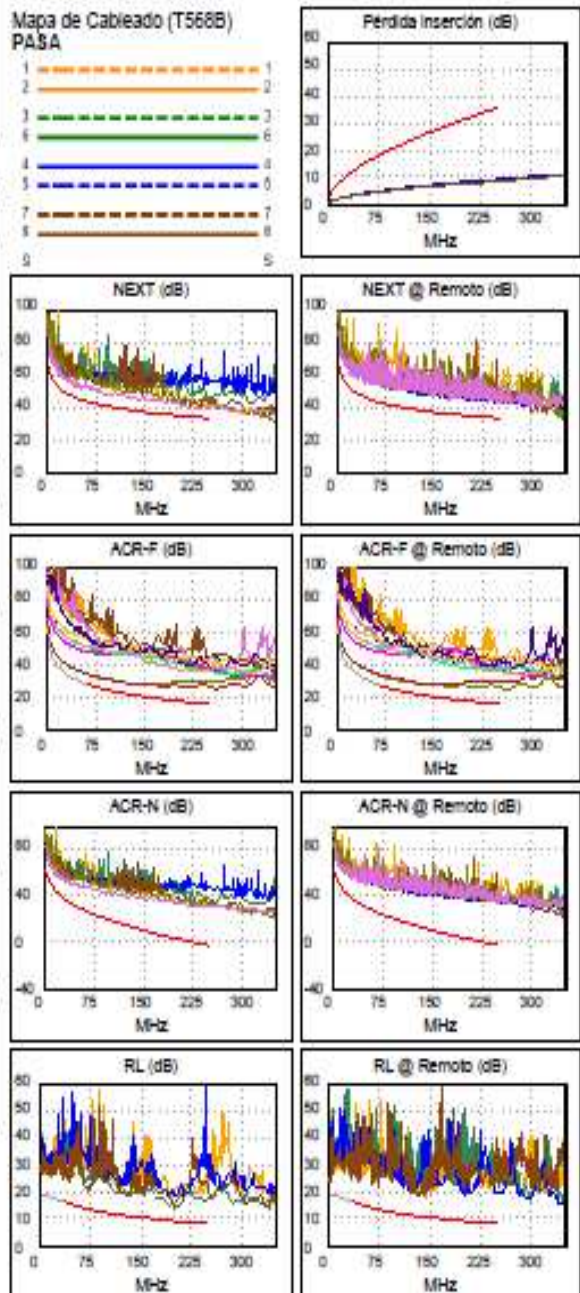 Mapa de Cableado (T568B)
PASA
1 1
2 2
3 3
6 6
4 4
5 5
7 7
8 8
S S
Pérdida Inserción (dB)
60
50
40
30
20
10
0
0 75 150 225 300
MHz
NEXT (dB)
100
80
60
40
20
0
0 75 150 225 300
MHz
NEXT @ Remoto (dB)
100
80
60
40
20
0
0 75 150 225 300
MHz
ACR-F (dB)
100
80
60
40
20
0
0 75 150 225 300
MHz
ACR-F @ Remoto (dB)
100
80
60
40
20
0
0 75 150 225 300
MHz
ACR-N (dB)
80
40
0
-40
0 75 150 225 300
MHz
ACR-N @ Remoto (dB)
80
40
0
-40
0 75 150 225 300
MHz
RL (dB)
60
50
40
30
20
10
0
0 75 150 225 300
MHz
RL @ Remoto (dB)
60
50
40
30
20
10
0
0 75 150 225 300
MHz